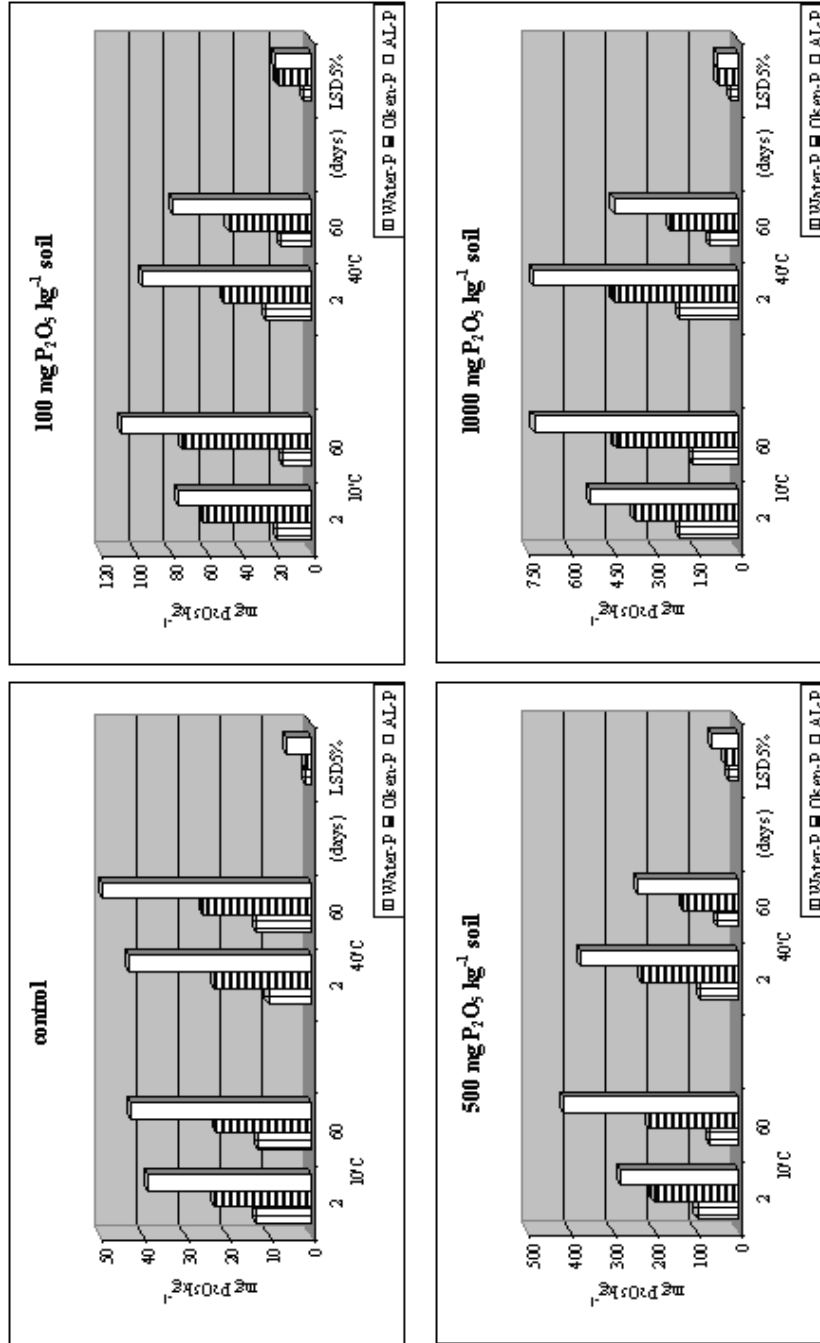 control
50
40
30
20
10
0
mg P₂O₅ kg⁻¹
2 60 2 60 (days) LSD5%
10°C 40°C
Water-P Olsen-P AL-P
100 mg P₂O₅ kg⁻¹ soil
120
100
80
60
40
20
0
mg P₂O₅ kg⁻¹
2 60 2 60 (days) LSD5%
10°C 40°C
Water-P Olsen-P AL-P
500 mg P₂O₅ kg⁻¹ soil
500
400
300
200
100
0
mg P₂O₅ kg⁻¹
2 60 2 60 (days) LSD5%
10°C 40°C
Water-P Olsen-P AL-P
1000 mg P₂O₅ kg⁻¹ soil
750
600
450
300
150
0
mg P₂O₅ kg⁻¹
2 60 2 60 (days) LSD5%
10°C 40°C
Water-P Olsen-P AL-P